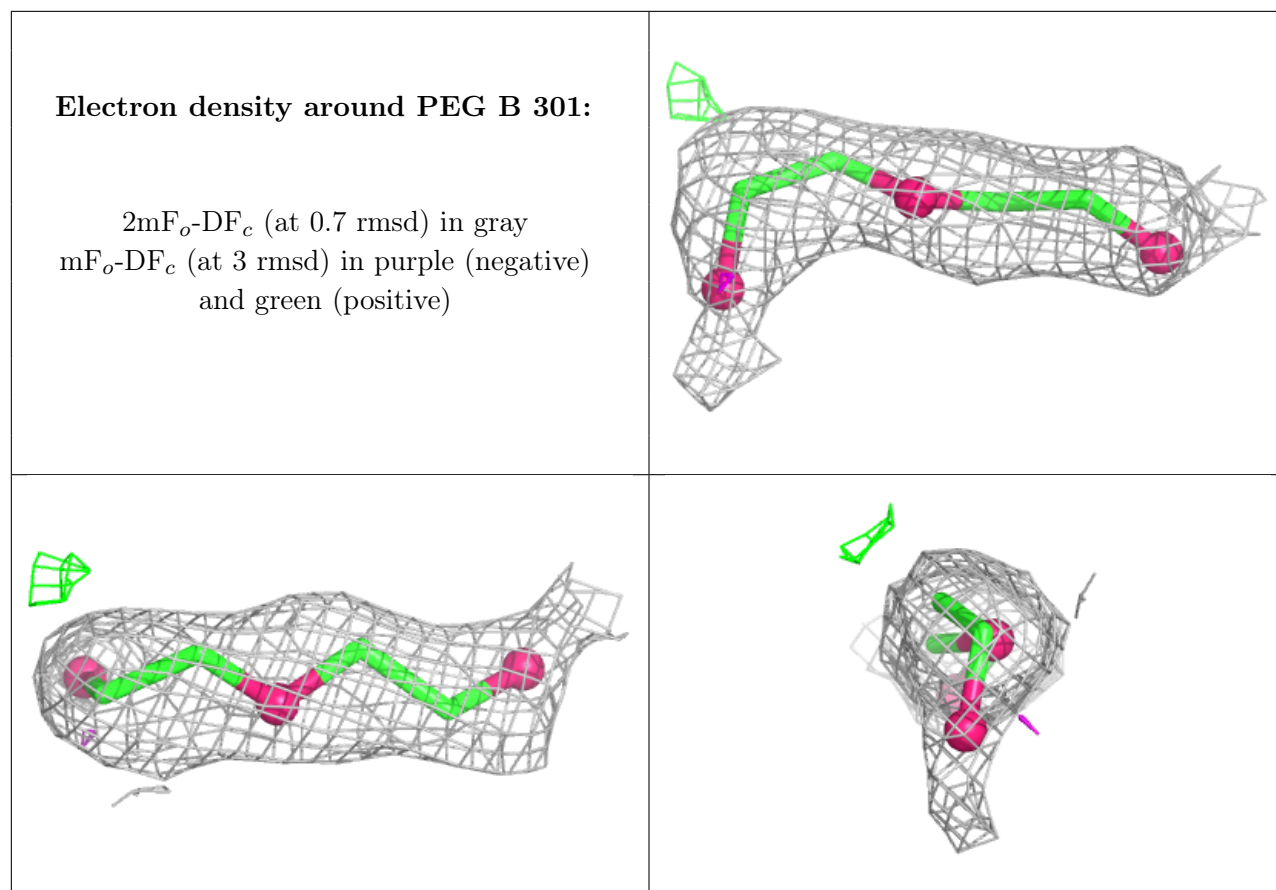 Electron density around PEG B 301:
2mFo-DFc (at 0.7 rmsd) in gray
mFo-DFc (at 3 rmsd) in purple (negative)
and green (positive)